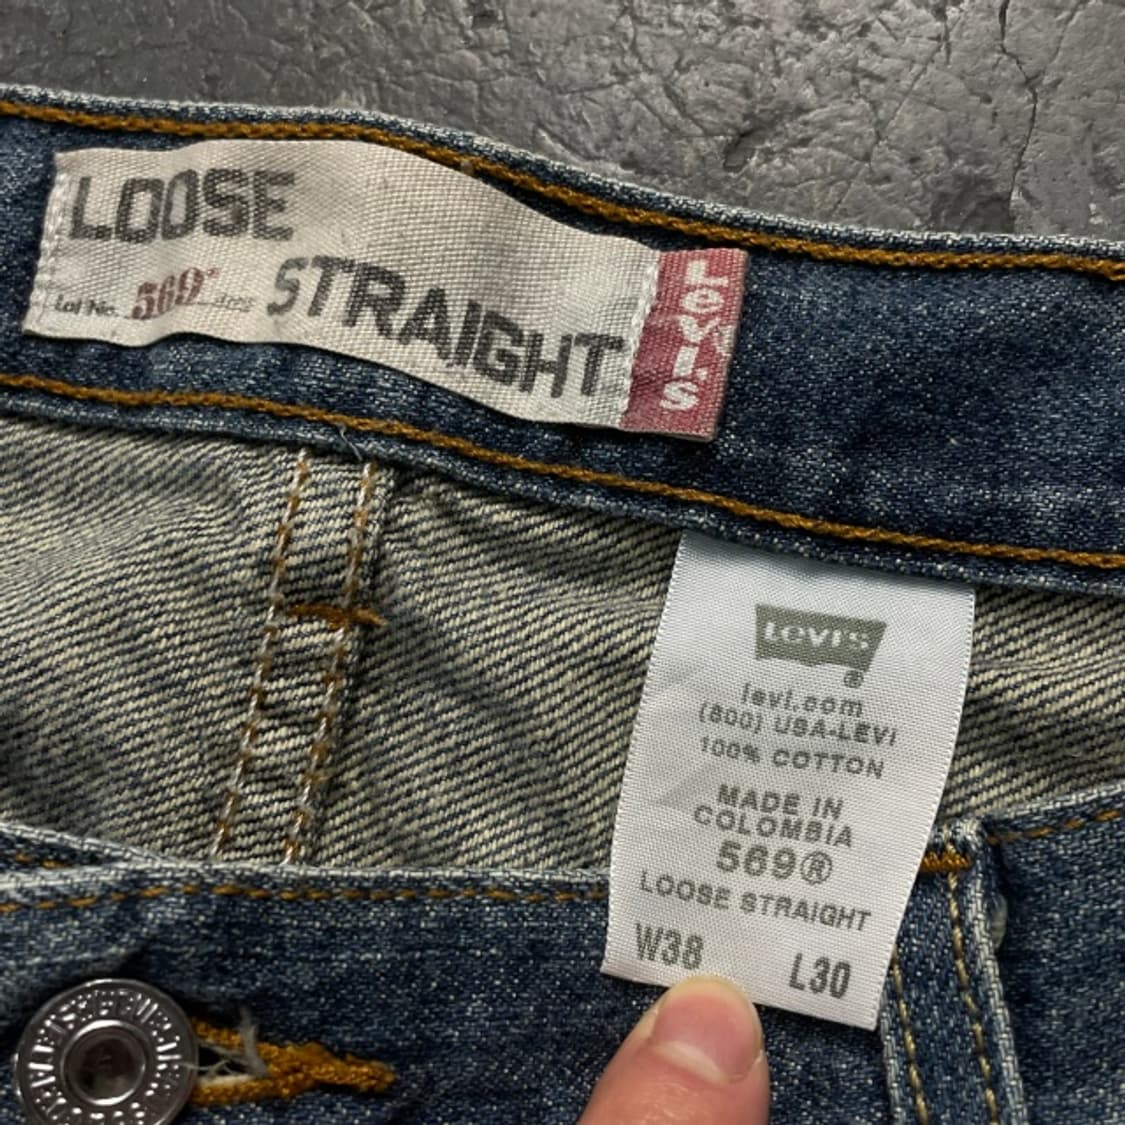 LOOSE
Lot No. 569 STRAIGHT
Levi's
LEVI'S
®
levi.com
(800) USA-LEVI
100% COTTON
MADE IN
COLOMBIA
569®
LOOSE STRAIGHT
W38 L30